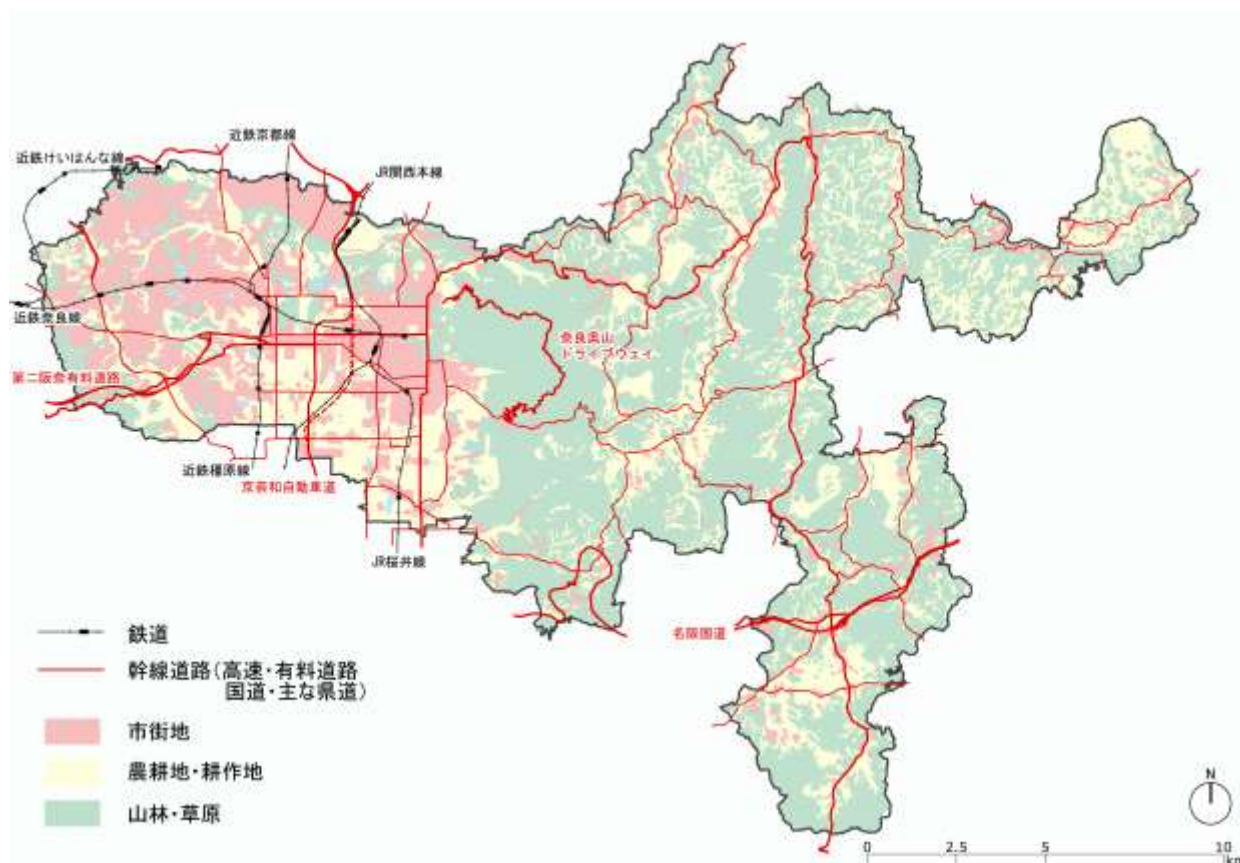 近鉄京都線
近鉄けいはんな線
JR関西本線
近鉄奈良線
奈良奥山
ドライブウェイ
第二阪奈有料道路
近鉄橿原線
京奈和自動車道
JR桜井線
名阪国道
鉄道
幹線道路(高速・有料道路
国道・主な県道)
市街地
農耕地・耕作地
山林・草原
N
0 2.5 5 10
km